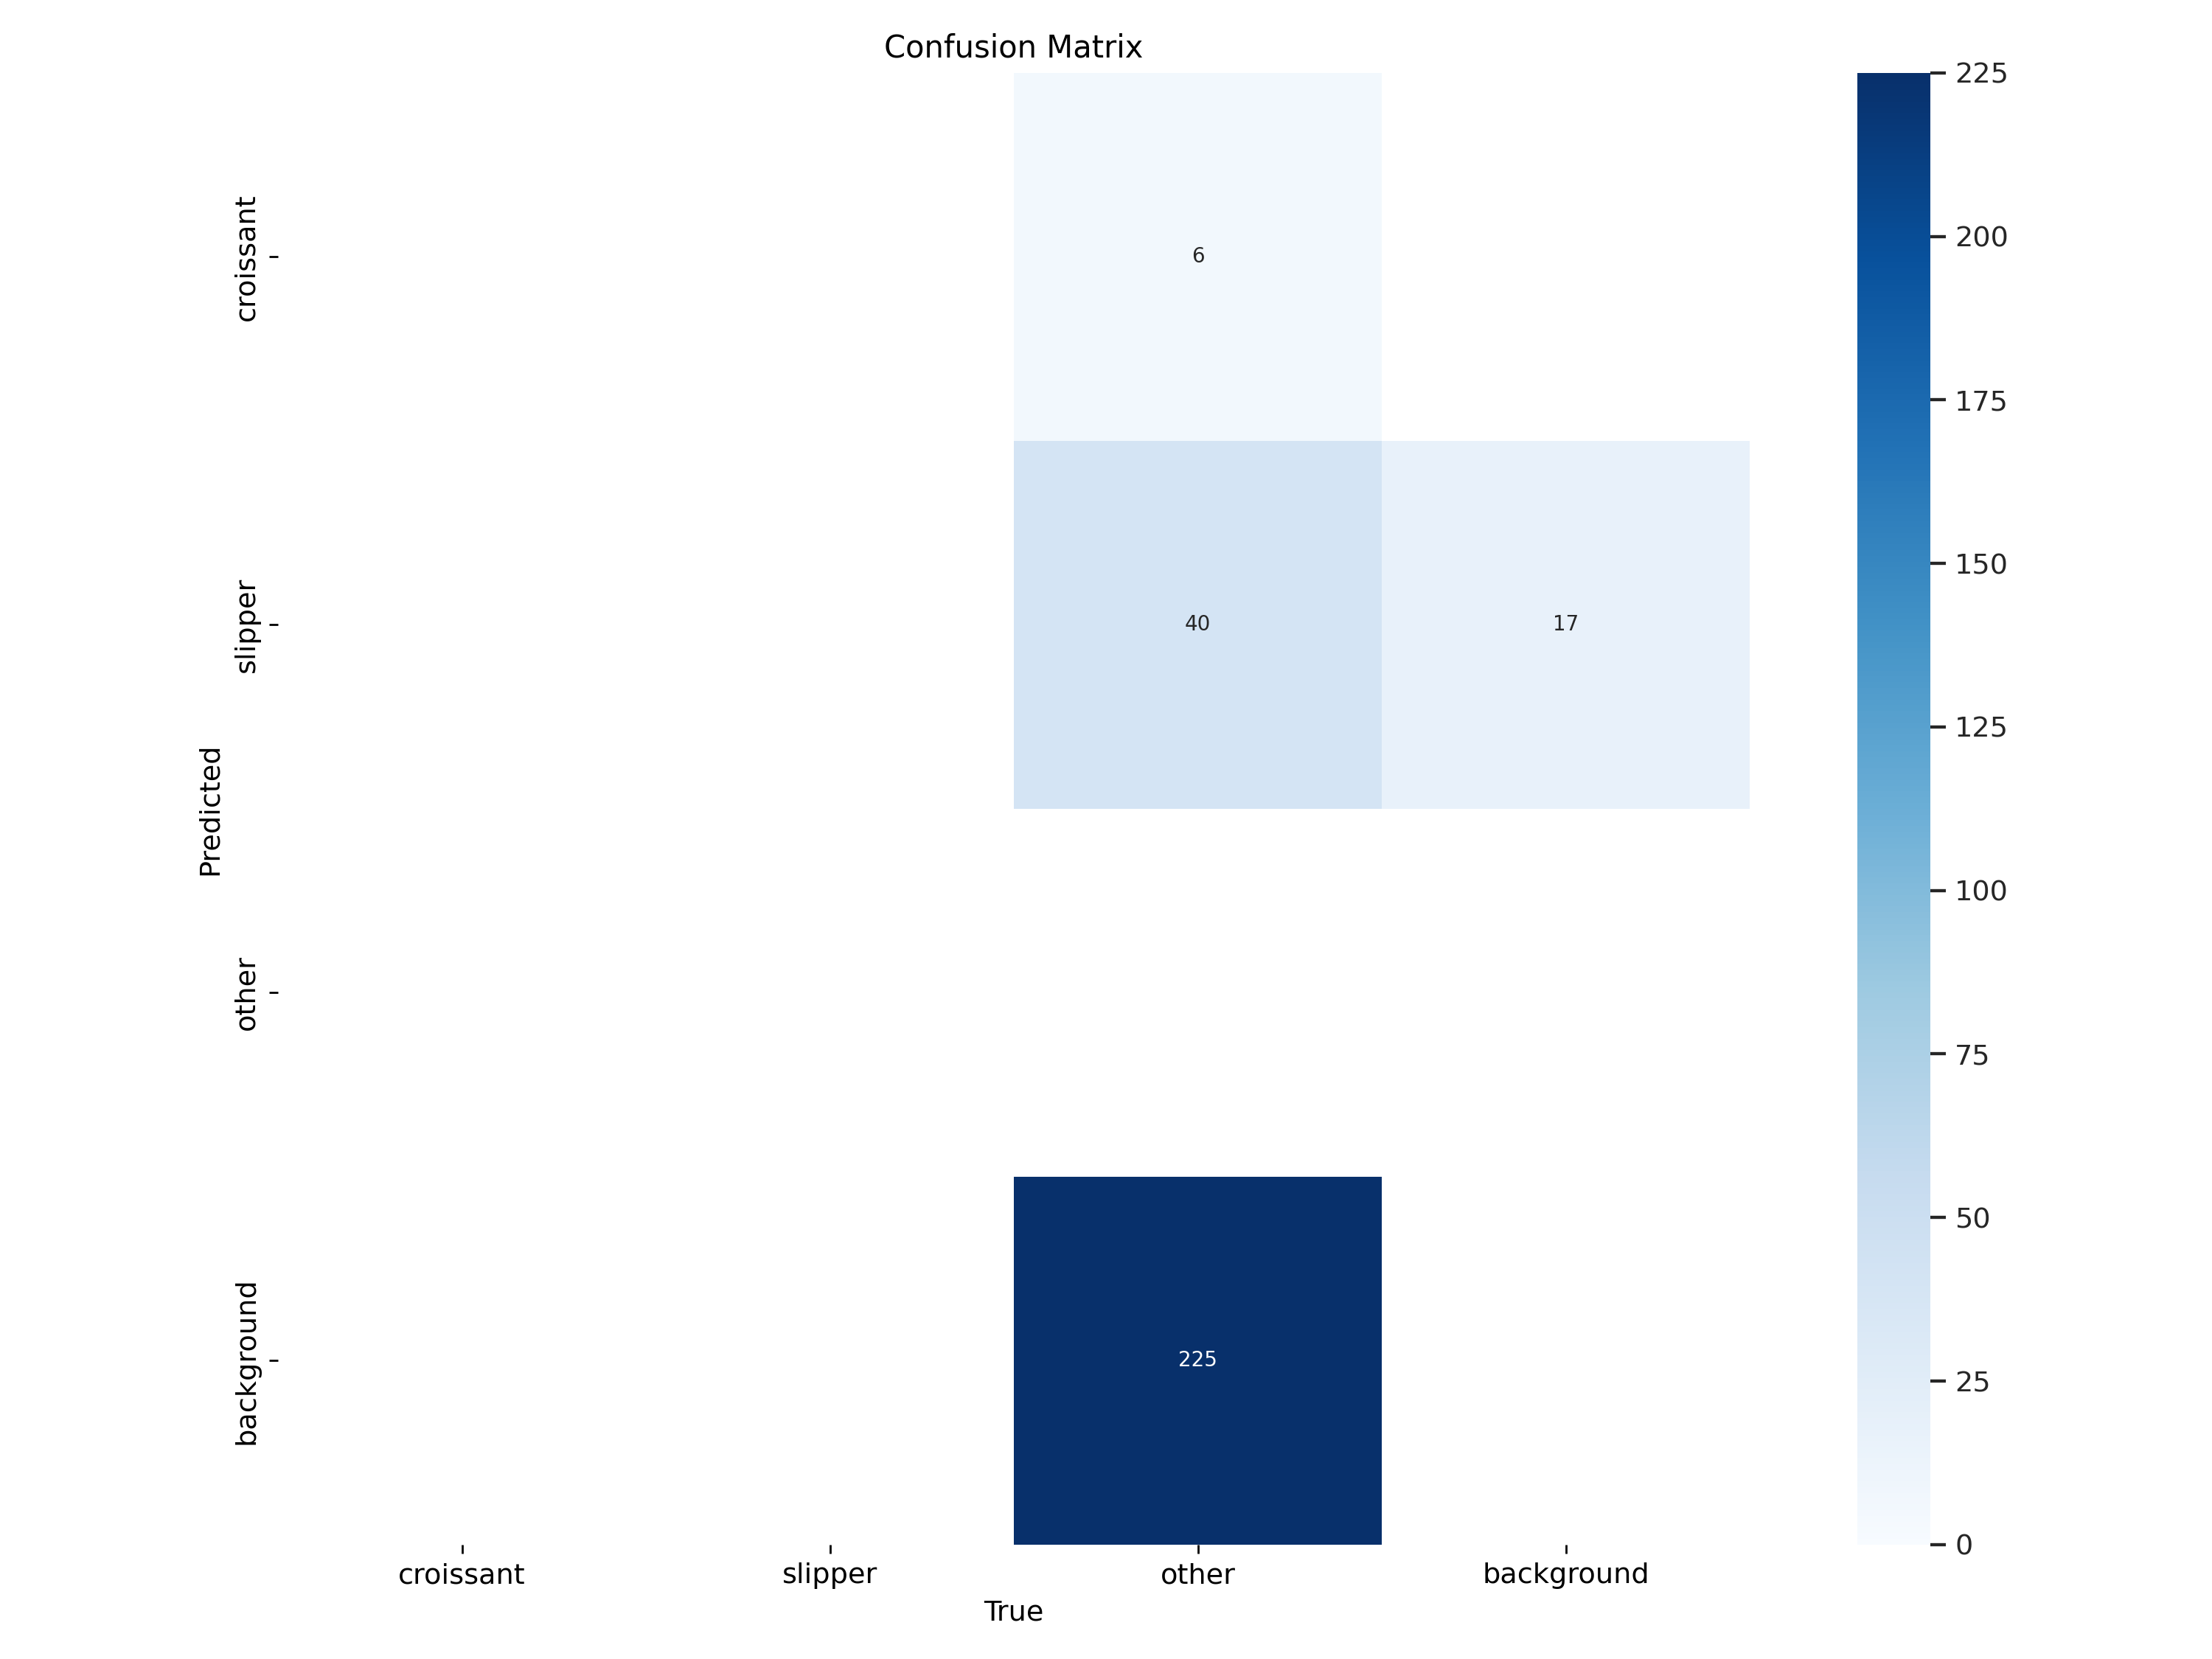 Confusion Matrix
Predicted
croissant
slipper
other
background
6
40 17
225
croissant slipper other background
True
225
200
175
150
125
100
75
50
25
0